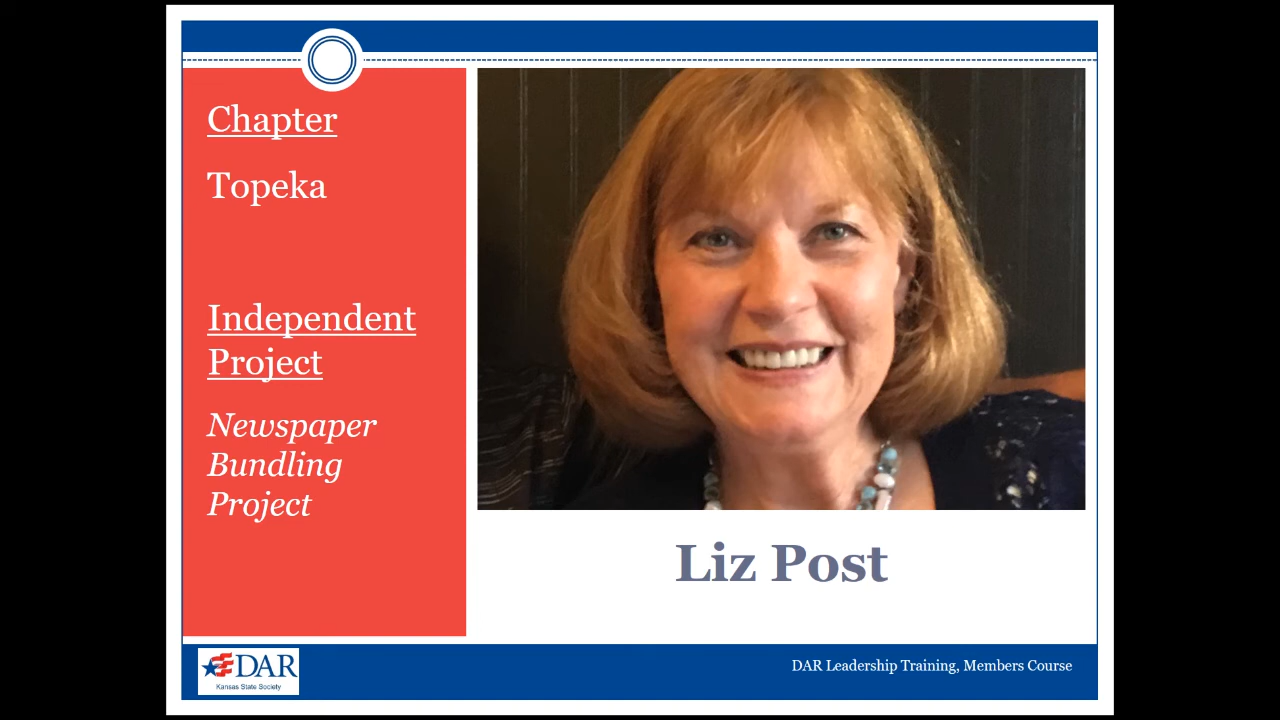 Chapter
Topeka
Independent
Project
Newspaper
Bundling
Project
Liz Post
DAR
Kansas State Society
DAR Leadership Training, Members Course